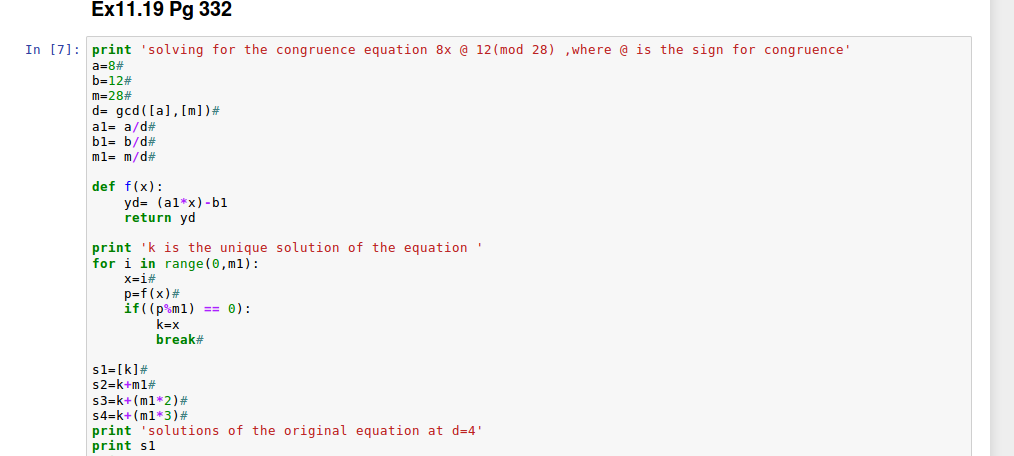 Ex11.19 Pg 332
In [7]: print 'solving for the congruence equation 8x @ 12(mod 28) ,where @ is the sign for congruence'
a=8#
b=12#
m=28#
d= gcd([a],[m])#
a1= a/d#
b1= b/d#
m1= m/d#
def f(x):
    yd= (a1*x)-b1
    return yd
print 'k is the unique solution of the equation '
for i in range(0,m1):
    x=i#
    p=f(x)#
    if((p%m1) == 0):
        k=x
        break#
s1=[k]#
s2=k+m1#
s3=k+(m1*2)#
s4=k+(m1*3)#
print 'solutions of the original equation at d=4'
print s1